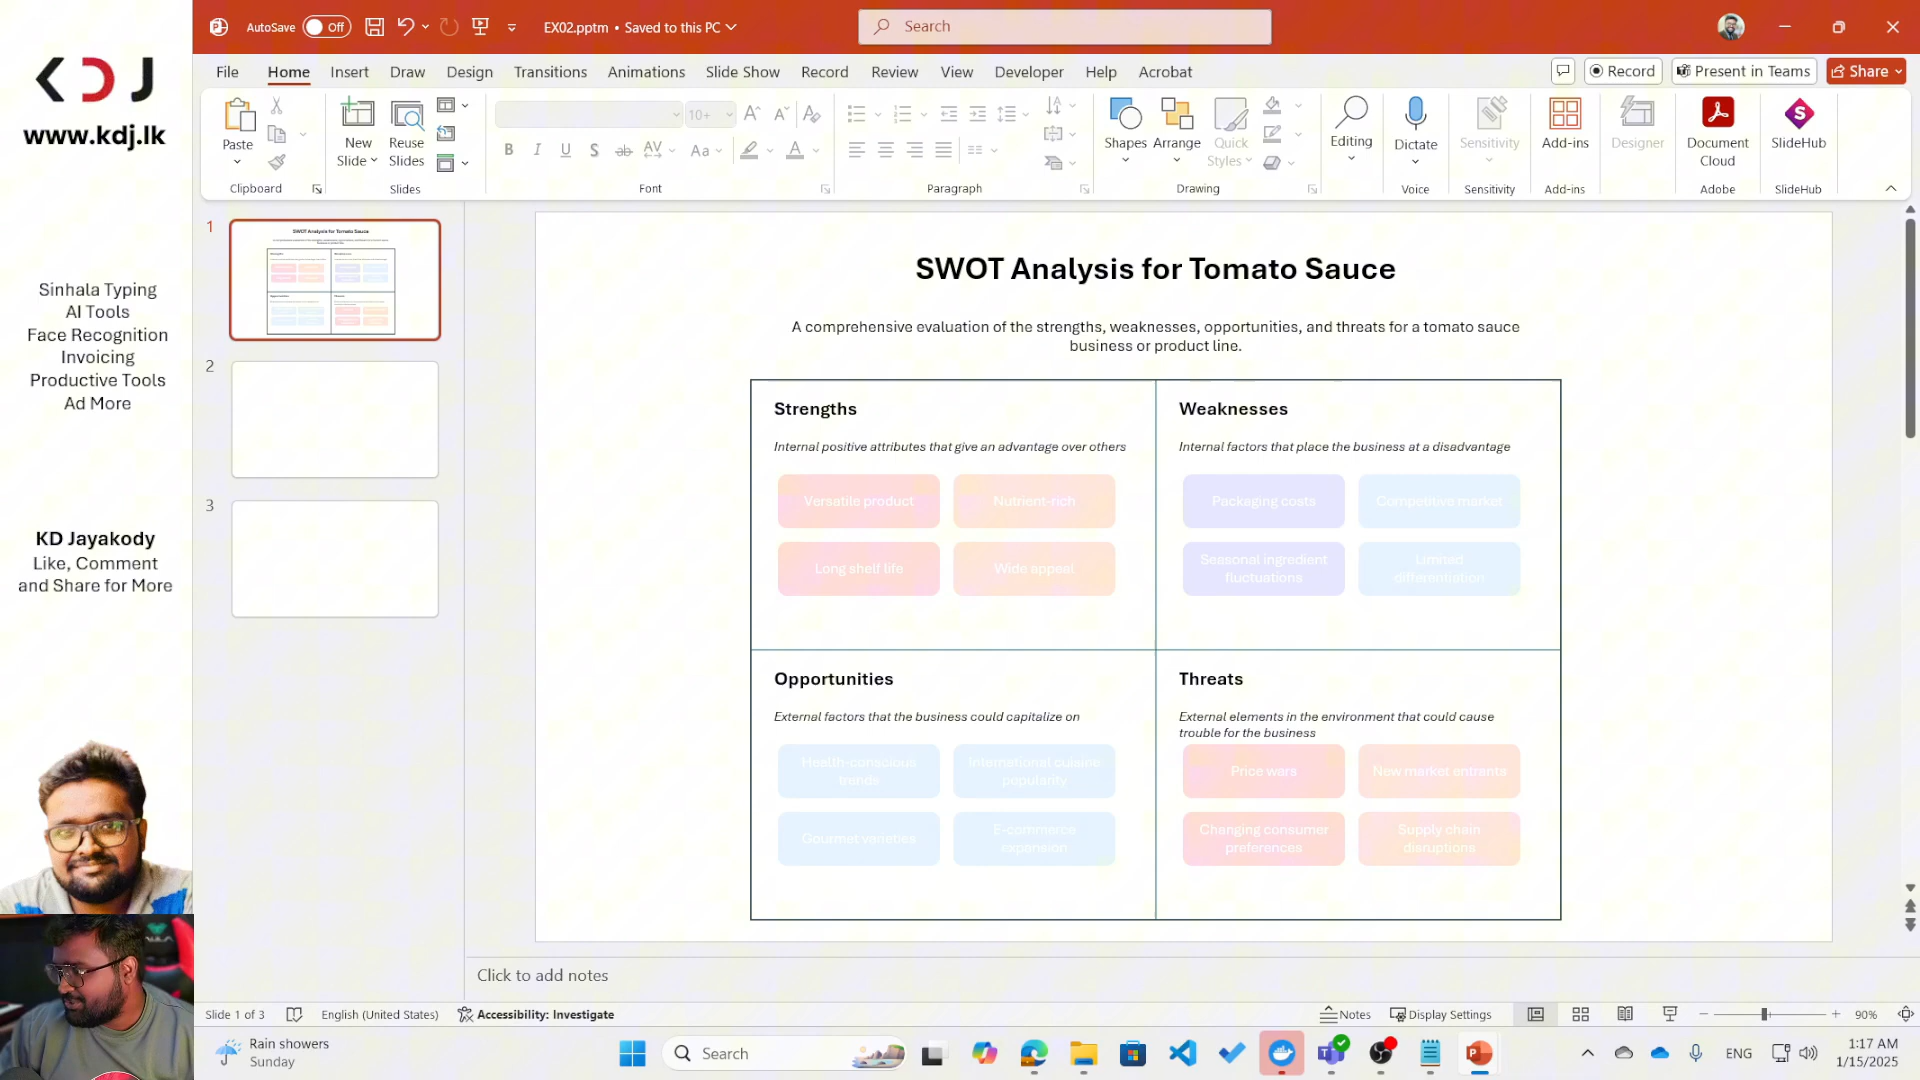 KDJ
www.kdj.lk
Sinhala Typing
AI Tools
Face Recognition
Invoicing
Productive Tools
Ad More
KD Jayakody
Like, Comment
and Share for More
AutoSave Off
EX02.pptm • Saved to this PC
Search
File Home Insert Draw Design Transitions Animations Slide Show Record Review View Developer Help Acrobat
Record
Present in Teams
Share
Paste
Clipboard
New
Slide
Reuse
Slides
Slides
10+
B I U S ab AV Aa A
Font
Paragraph
Shapes
Arrange
Quick
Styles
Drawing
Editing
Dictate
Voice
Sensitivity
Sensitivity
Add-ins
Add-ins
Designer
Document
Cloud
Adobe
SlideHub
SlideHub
1
2
3
SWOT Analysis for Tomato Sauce
A comprehensive evaluation of the strengths, weaknesses, opportunities, and threats for a tomato sauce
business or product line.
Strengths
Internal positive attributes that give an advantage over others
Versatile product
Nutrient-rich
Long shelf life
Wide appeal
Weaknesses
Internal factors that place the business at a disadvantage
Packaging costs
Competitive market
Seasonal ingredient
fluctuations
Limited
differentiation
Opportunities
External factors that the business could capitalize on
Health-conscious
trends
International cuisine
popularity
Gourmet varieties
E-commerce
expansion
Threats
External elements in the environment that could cause
trouble for the business
Price wars
New market entrants
Changing consumer
preferences
Supply chain
disruptions
Click to add notes
Slide 1 of 3
English (United States)
Accessibility: Investigate
Notes
Display Settings
90%
Rain showers
Sunday
Search
ENG
1:17 AM
1/15/2025